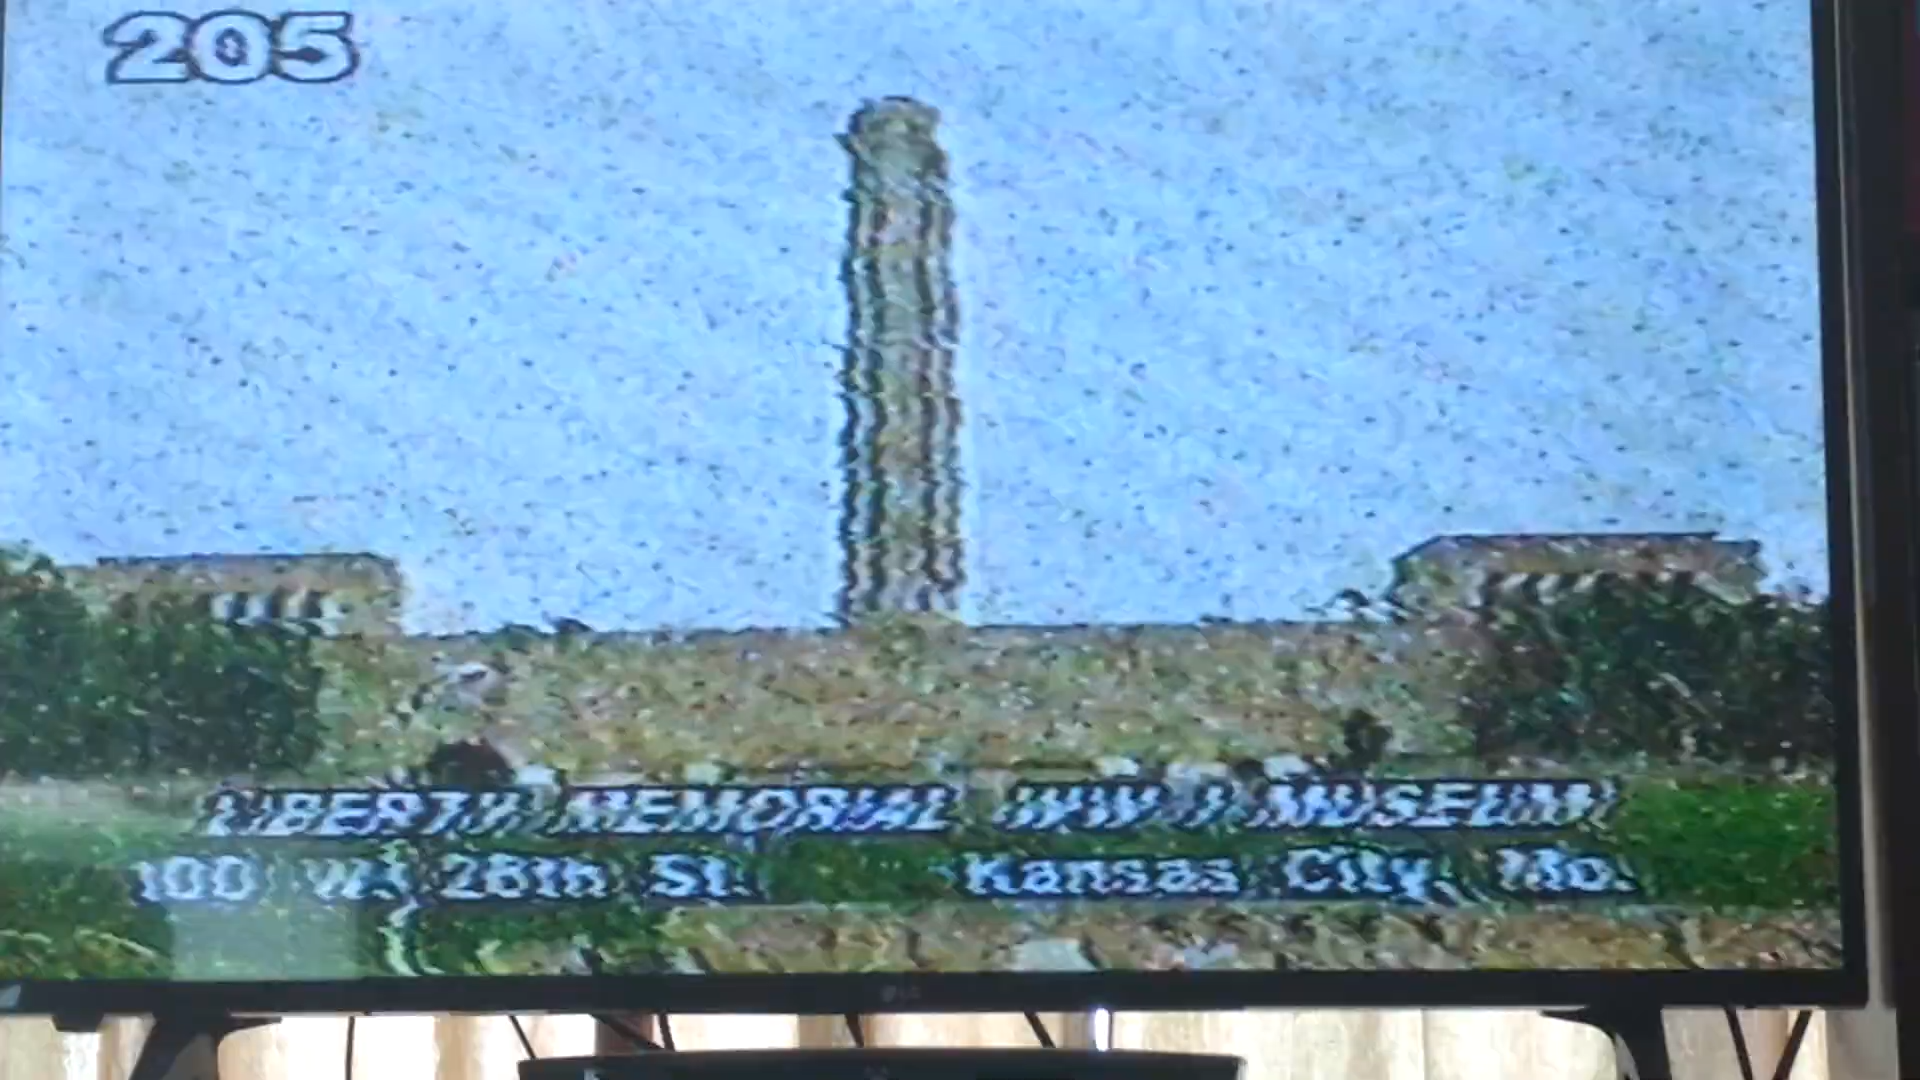 205
LIBERTY MEMORIAL WW I MUSEUM
100 W. 26th St. Kansas City, Mo.